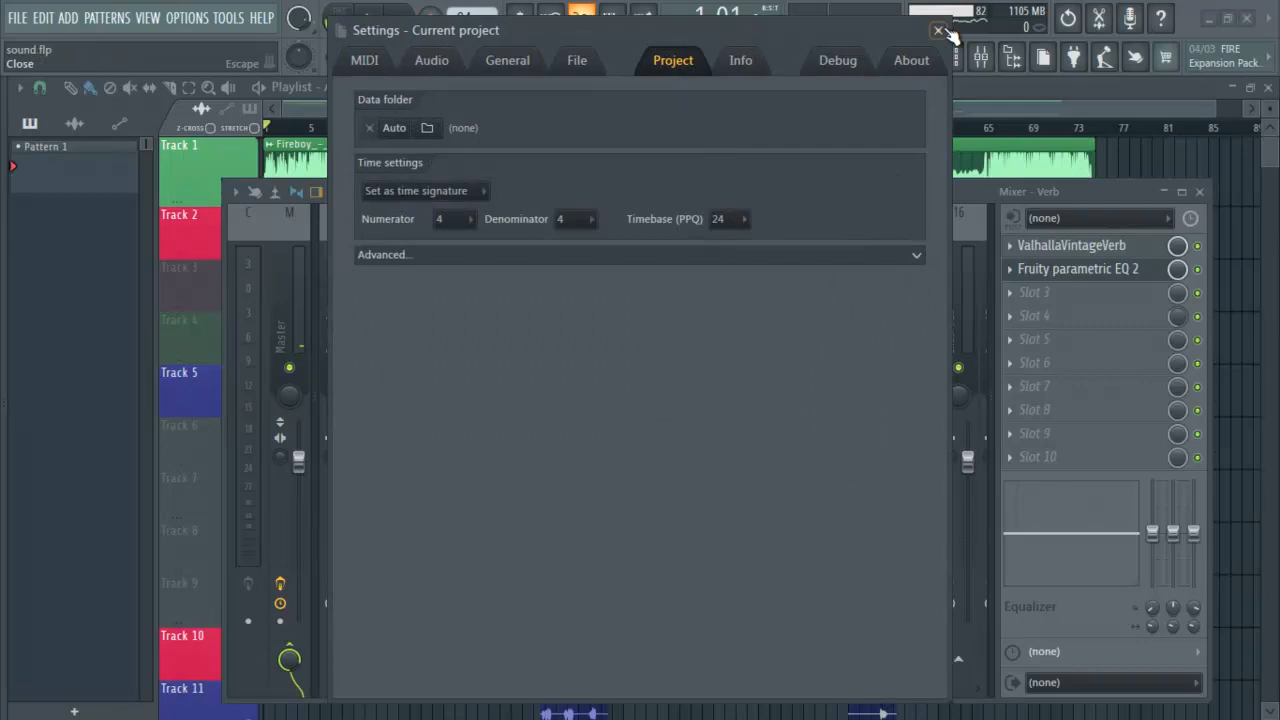 FILE EDIT ADD PATTERNS VIEW OPTIONS TOOLS HELP
sound.flp
Close
Escape
B:S:T
82
1105 MB
0
04/03 FIRE
Expansion Pack..
Playlist - A
Z-CROSS
STRETCH
5
65 69 73 77 81 85
Pattern 1
Track 1
Track 2
Track 3
Track 4
Track 5
Track 6
Track 7
Track 8
Track 9
Track 10
Track 11
Fireboy_-
C M
16
Master
Settings - Current project
MIDI Audio General File Project Info Debug About
Data folder
Auto (none)
Time settings
Set as time signature
Numerator 4 Denominator 4 Timebase (PPQ) 24
Advanced...
Mixer - Verb
(none)
ValhallaVintageVerb
Fruity parametric EQ 2
Slot 3
Slot 4
Slot 5
Slot 6
Slot 7
Slot 8
Slot 9
Slot 10
Equalizer
(none)
(none)